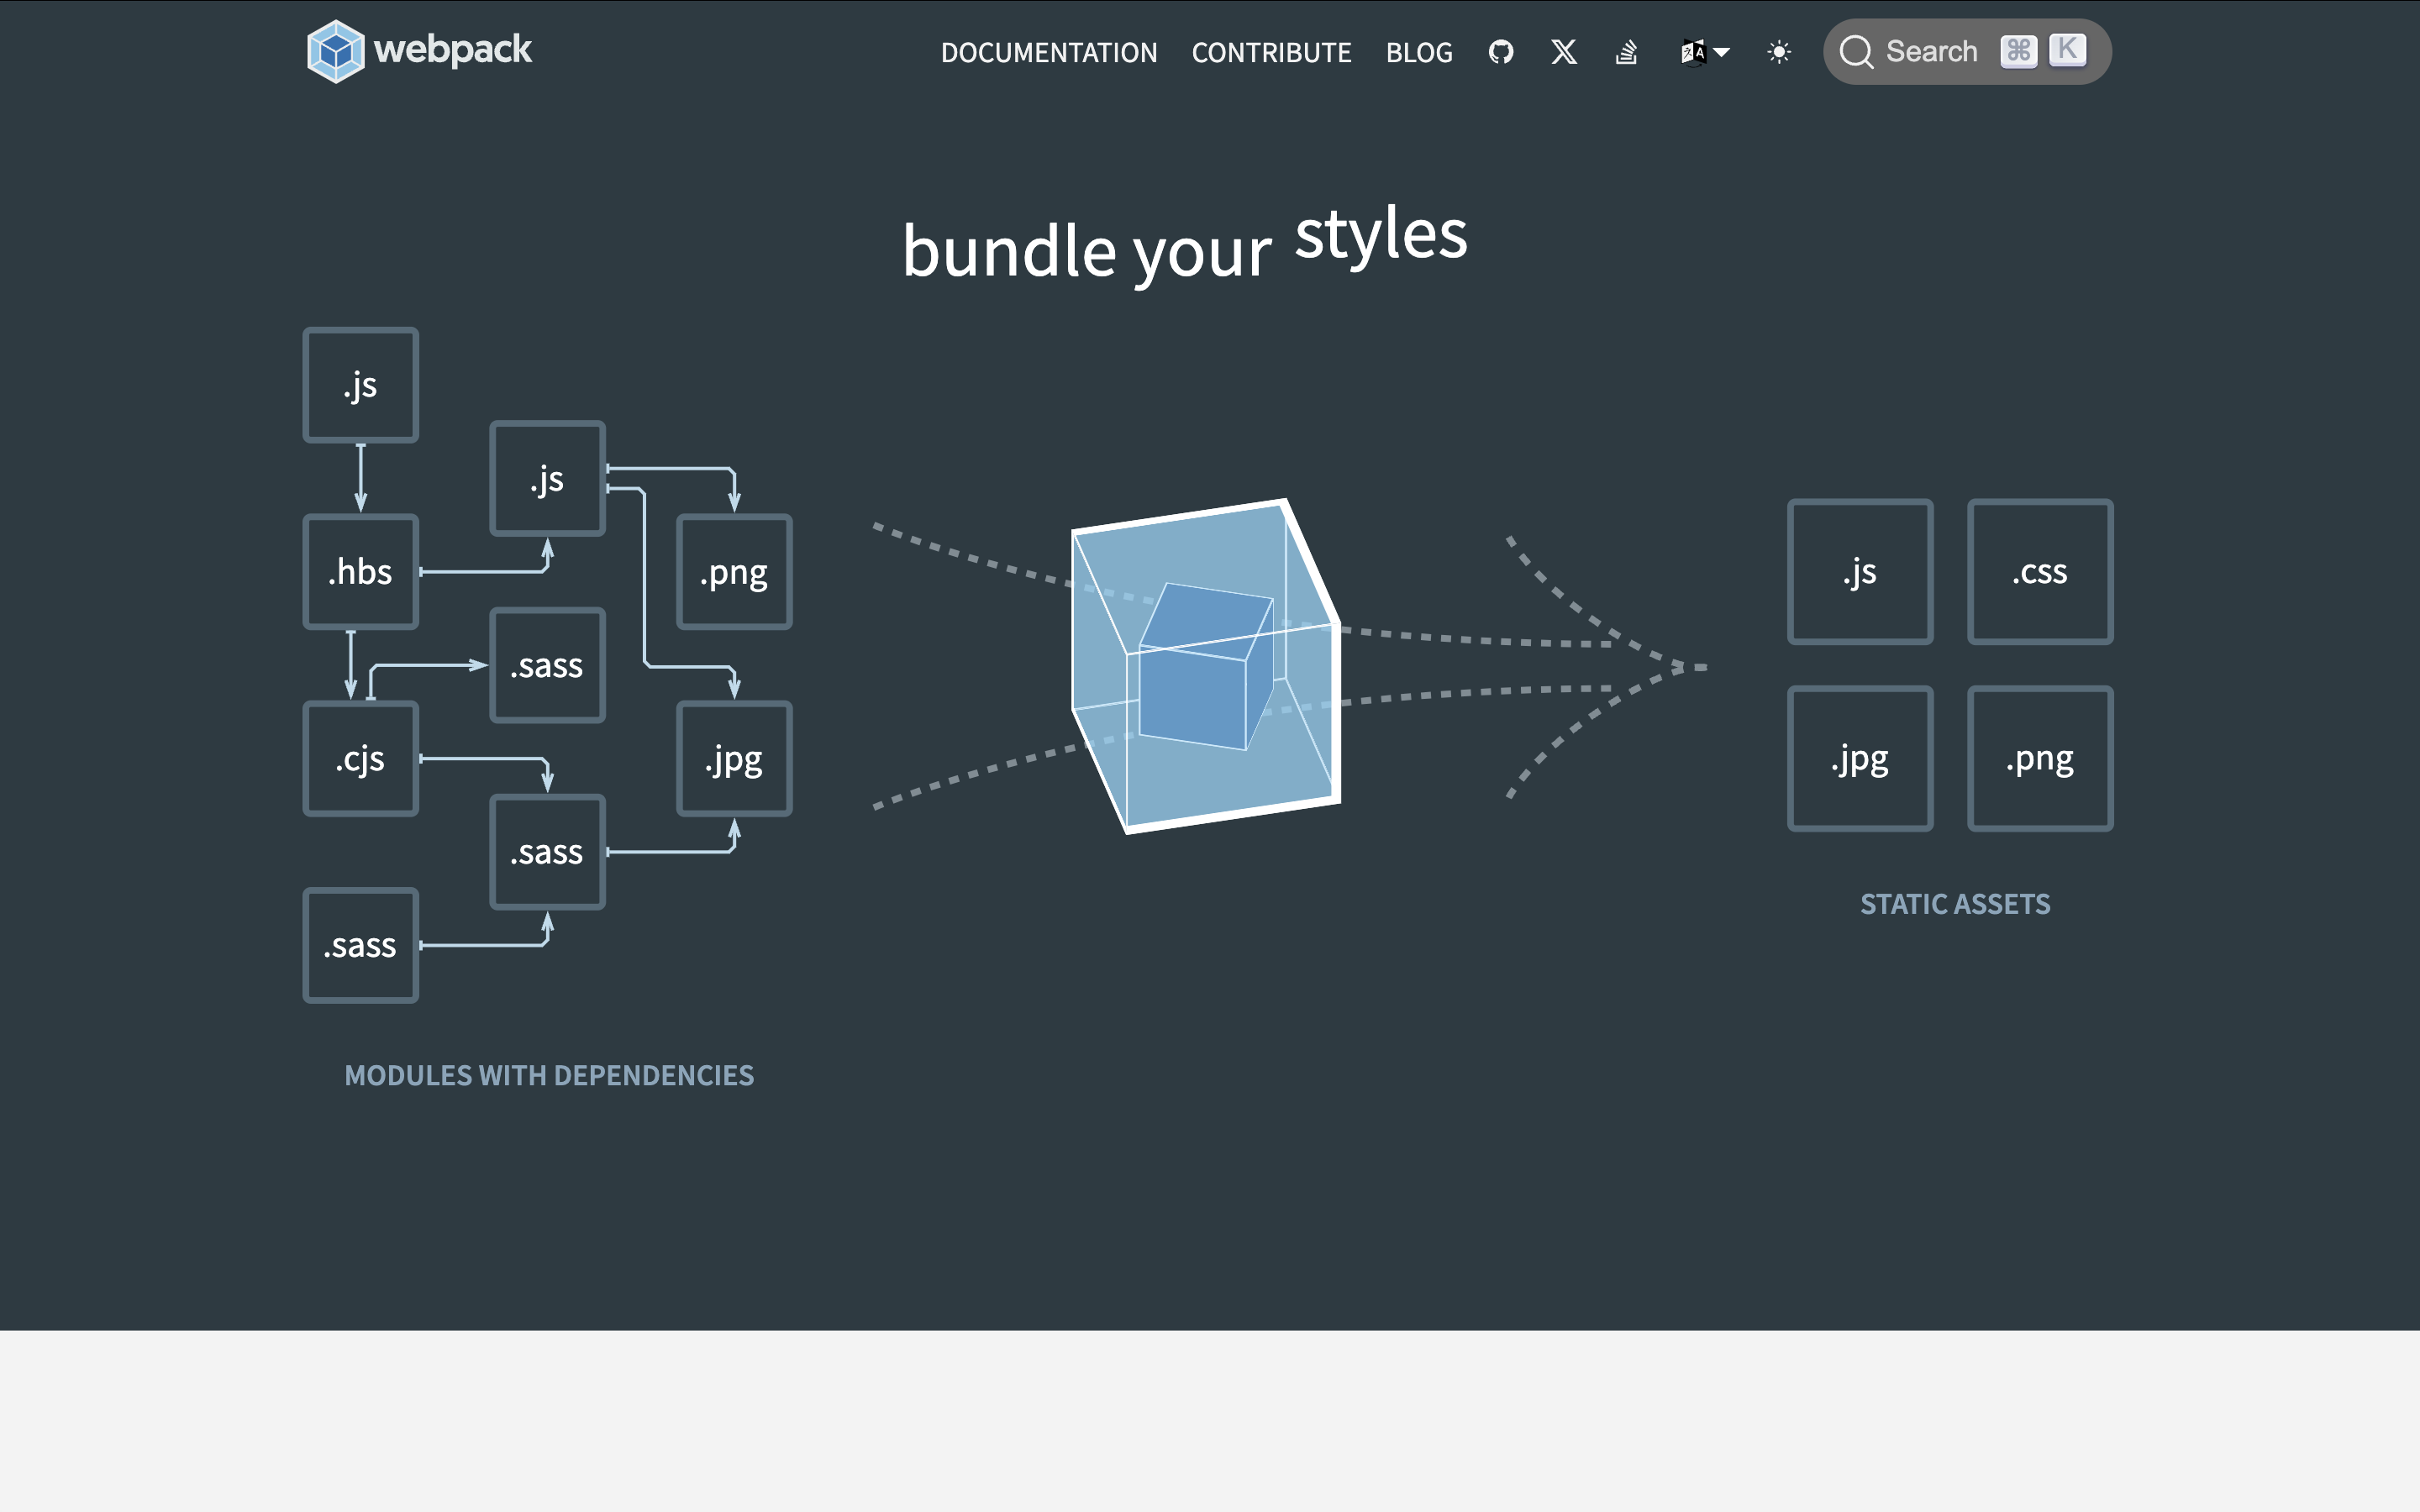 webpack
DOCUMENTATION CONTRIBUTE BLOG A Search ⌘ K
bundle your styles
.js
.js
.hbs
.png
.sass
.cjs
.jpg
.sass
.sass
MODULES WITH DEPENDENCIES
.js .css
.jpg .png
STATIC ASSETS